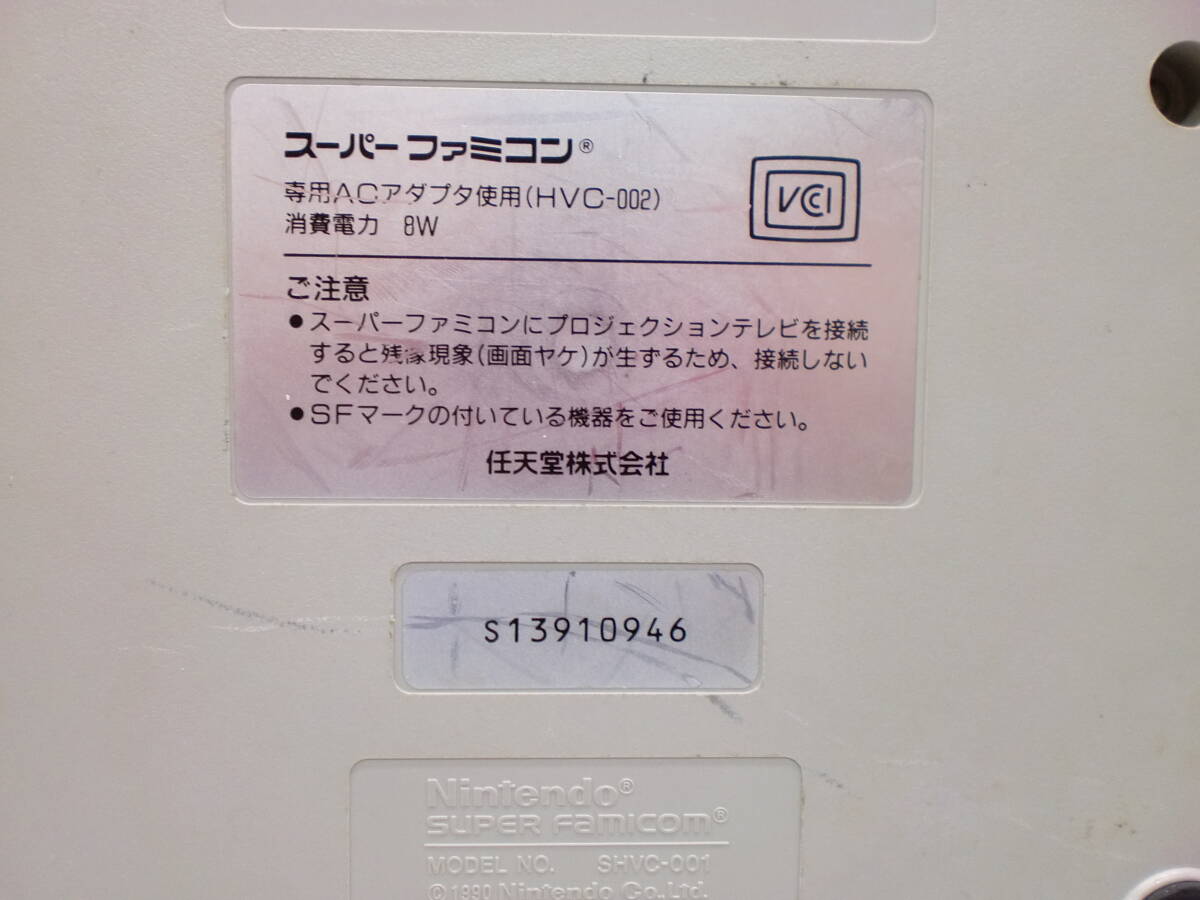 スーパーファミコン®
専用ACアダプタ使用(HVC-002)
消費電力 8W
VCCI
ご注意
●スーパーファミコンにプロジェクションテレビを接続
すると残像現象(画面ヤケ)が生ずるため、接続しない
でください。
●SFマークの付いている機器をご使用ください。
任天堂株式会社
S13910946
Nintendo®
SUPER FAMICOM®
MODEL NO. SHVC-001
©1990 Nintendo Co.,Ltd.